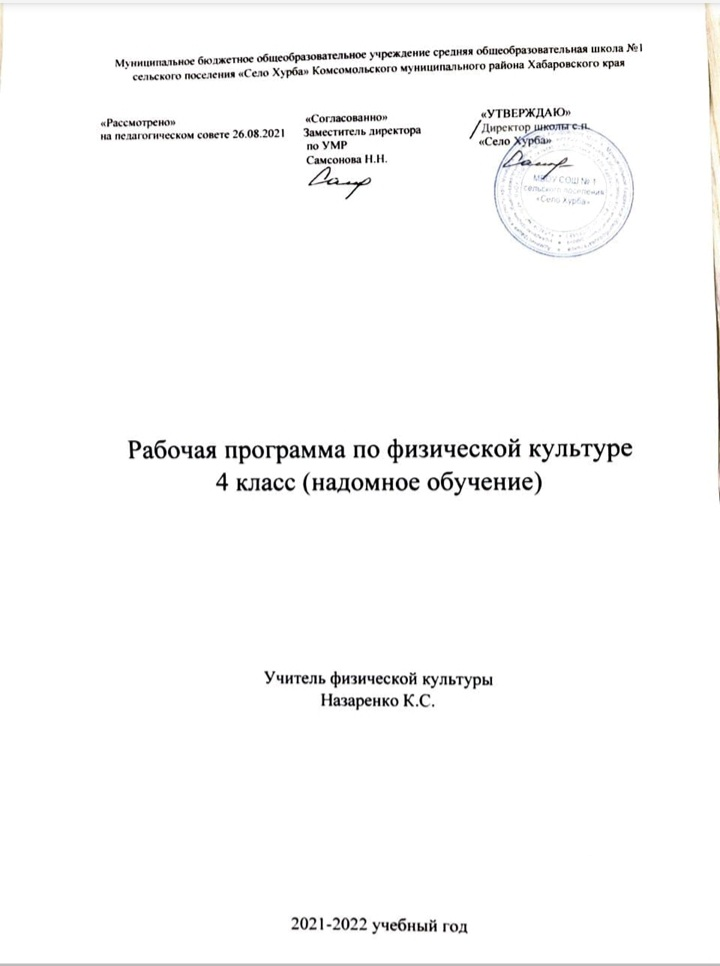 Муниципальное бюджетное общеобразовательное учреждение средняя общеобразовательная школа №1
сельского поселения «Село Хурба» Комсомольского муниципального района Хабаровского края
«Рассмотрено»
на педагогическом совете 26.08.2021
«Согласованно»
Заместитель директора
по УМР
Самсонова Н.Н.
«УТВЕРЖДАЮ»
Директор школы с.п.
«Село Хурба»
МБОУ СОШ № 1
сельского поселения
«Село Хурба»
Рабочая программа по физической культуре
4 класс (надомное обучение)
Учитель физической культуры
Назаренко К.С.
2021-2022 учебный год